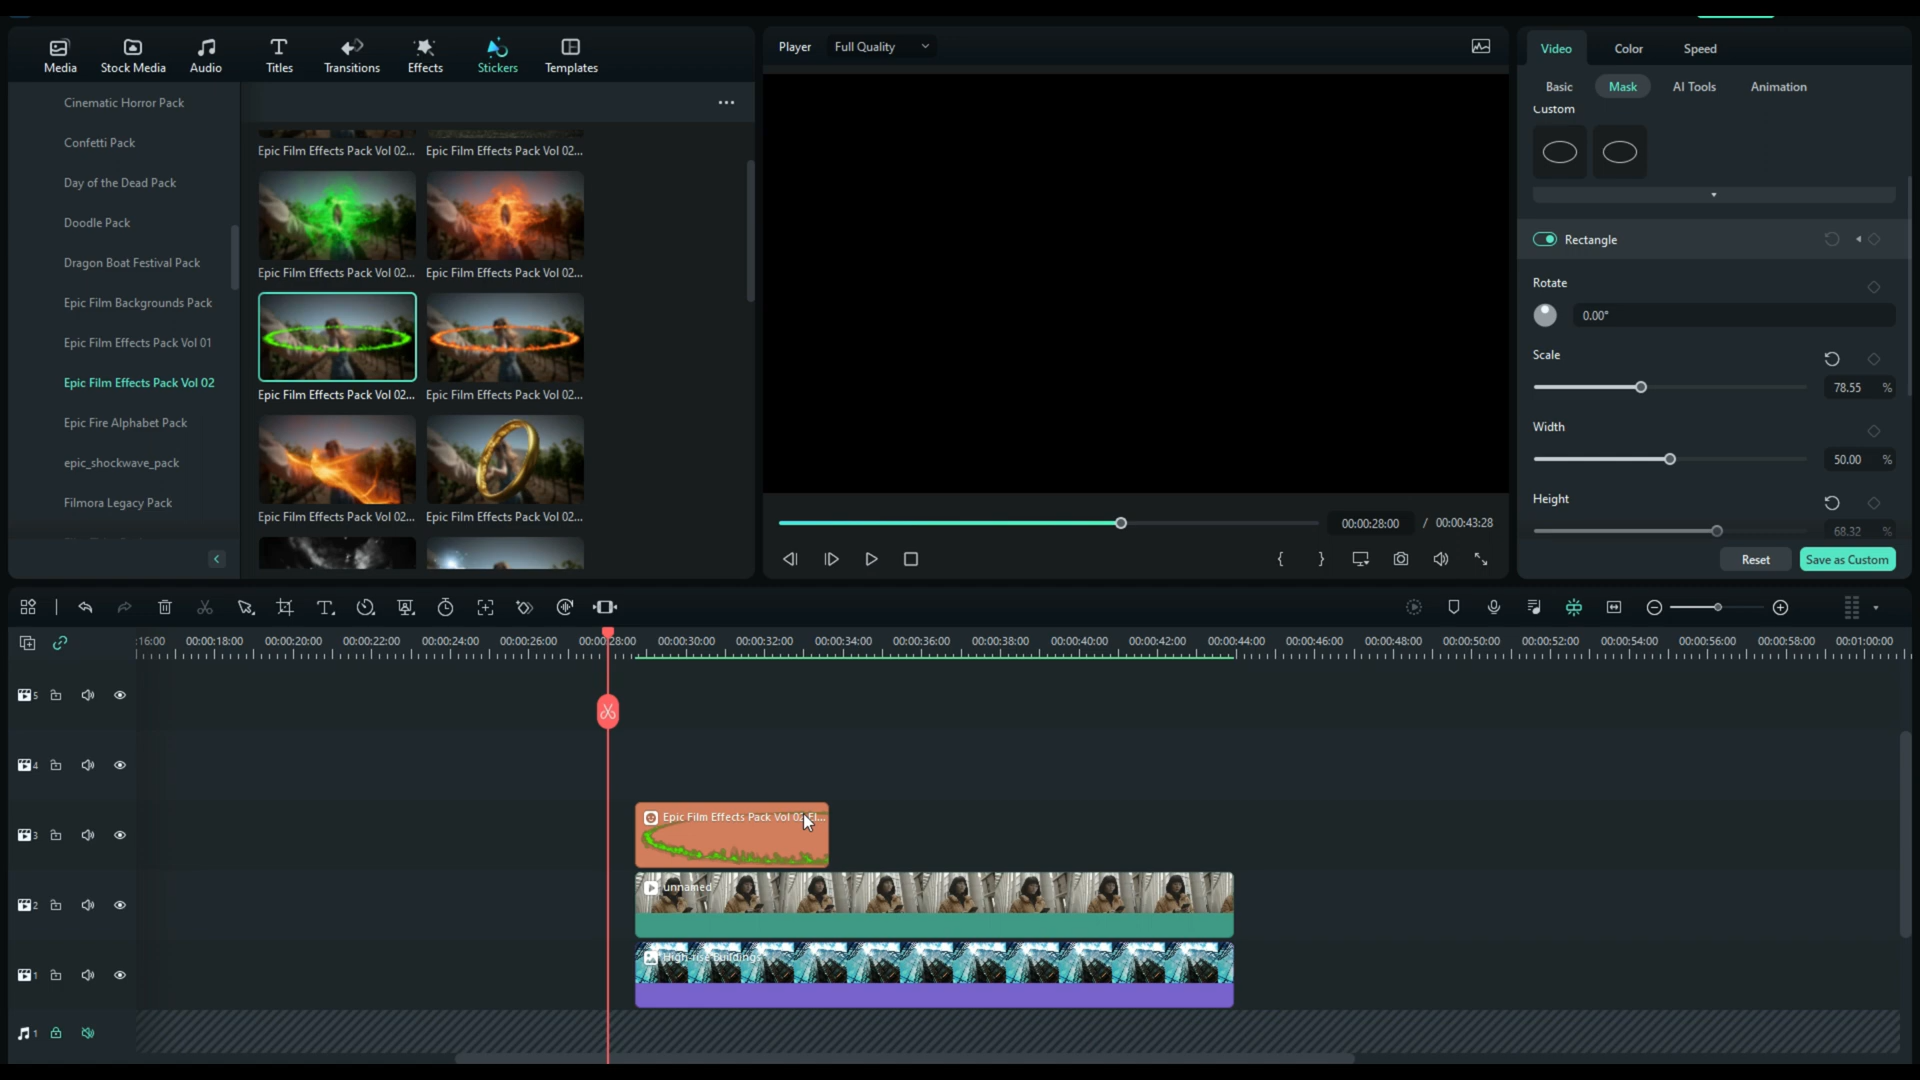 Media
Stock Media
Audio
Titles
Transitions
Effects
Stickers
Templates
Cinematic Horror Pack
Confetti Pack
Day of the Dead Pack
Doodle Pack
Dragon Boat Festival Pack
Epic Film Backgrounds Pack
Epic Film Effects Pack Vol 01
Epic Film Effects Pack Vol 02
Epic Fire Alphabet Pack
epic_shockwave_pack
Filmora Legacy Pack
Epic Film Effects Pack Vol 02... Epic Film Effects Pack Vol 02...
Epic Film Effects Pack Vol 02... Epic Film Effects Pack Vol 02...
Epic Film Effects Pack Vol 02... Epic Film Effects Pack Vol 02...
Epic Film Effects Pack Vol 02... Epic Film Effects Pack Vol 02...
Player Full Quality
00:00:28:00 / 00:00:43:28
Video Color Speed
Basic Mask AI Tools Animation
Custom
Rectangle
Rotate
0.00°
Scale
78.55 %
Width
50.00 %
Height
68.32 %
Reset Save as Custom
:16:00 00:00:18:00 00:00:20:00 00:00:22:00 00:00:24:00 00:00:26:00 00:00:28:00 00:00:30:00 00:00:32:00 00:00:34:00 00:00:36:00 00:00:38:00 00:00:40:00 00:00:42:00 00:00:44:00 00:00:46:00 00:00:48:00 00:00:50:00 00:00:52:00 00:00:54:00 00:00:56:00 00:00:58:00 00:01:00:00
5
4
3
Epic Film Effects Pack Vol 02 El...
2
unnamed
1
High-rise Buildings
1